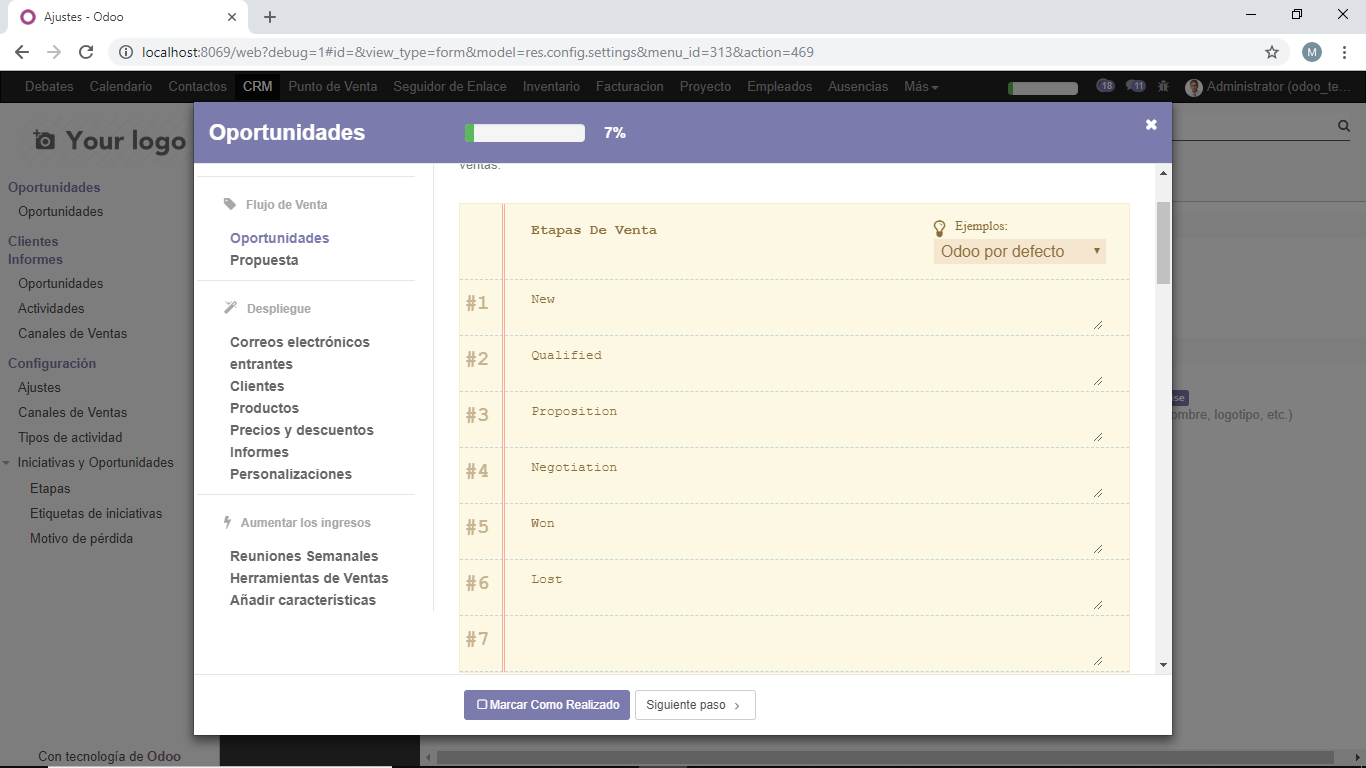 Ajustes - Odoo
localhost:8069/web?debug=1#id=&view_type=form&model=res.config.settings&menu_id=313&action=469
M
Debates Calendario Contactos CRM Punto de Venta Seguidor de Enlace Inventario Facturacion Proyecto Empleados Ausencias Más 18 11 Administrator (odoo_te...
Your logo
Oportunidades
Oportunidades
Clientes
Informes
Oportunidades
Actividades
Canales de Ventas
Configuración
Ajustes
Canales de Ventas
Tipos de actividad
Iniciativas y Oportunidades
Etapas
Etiquetas de iniciativas
Motivo de pérdida
Con tecnología de Odoo
Oportunidades 7%
Flujo de Venta
Oportunidades
Propuesta
Despliegue
Correos electrónicos
entrantes
Clientes
Productos
Precios y descuentos
Informes
Personalizaciones
Aumentar los ingresos
Reuniones Semanales
Herramientas de Ventas
Añadir características
ventas.
Etapas De Venta
Ejemplos:
Odoo por defecto
#1 New
#2 Qualified
#3 Proposition
#4 Negotiation
#5 Won
#6 Lost
#7
Marcar Como Realizado
Siguiente paso
ombre, logotipo, etc.)